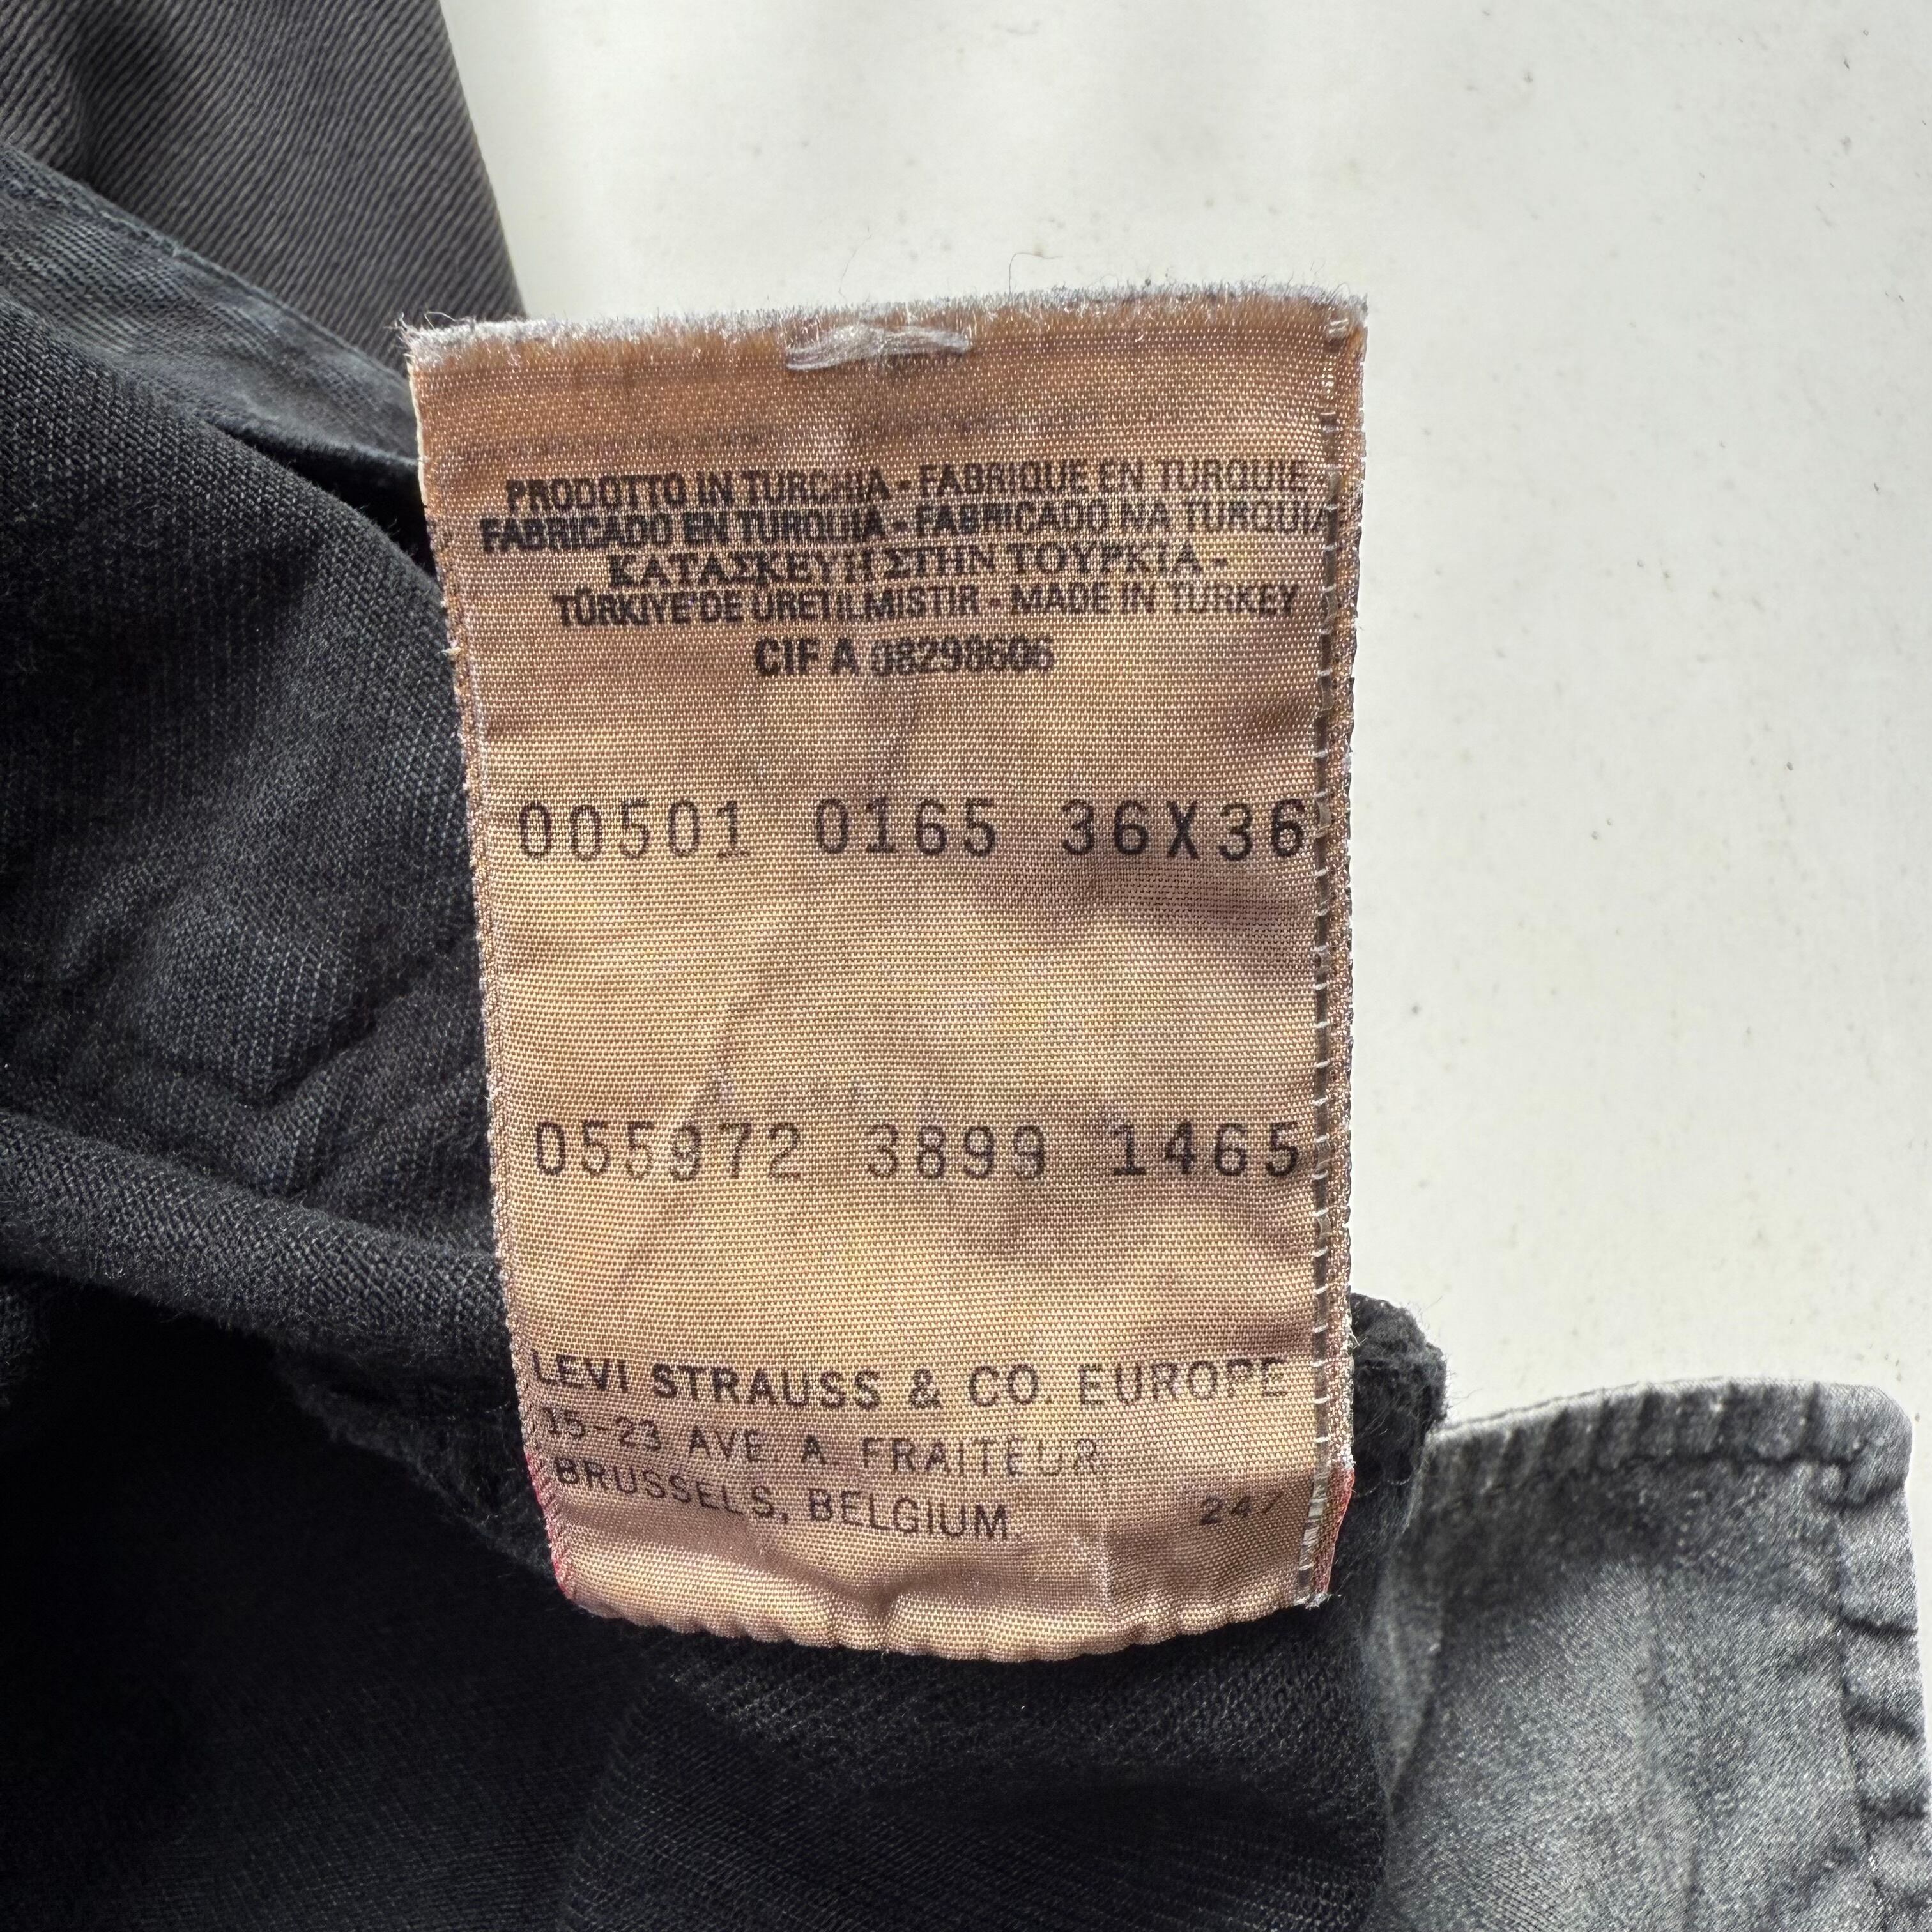 PRODOTTO IN TURCHIA - FABRIQUE EN TURQUIE
FABRICADO EN TURQUIA - FABRICADO NA TURQUIA
ΚΑΤΑΣΚΕΥΗ ΣΤΗΝ ΤΟΥΡΚΙΑ -
TÜRKIYE'DE ÜRETILMISTIR - MADE IN TURKEY
CIF A 08298606
00501 0165 36X36
055972 3899 1465
LEVI STRAUSS & CO. EUROPE
15-23 AVE. A. FRAITEUR
BRUSSELS, BELGIUM 247